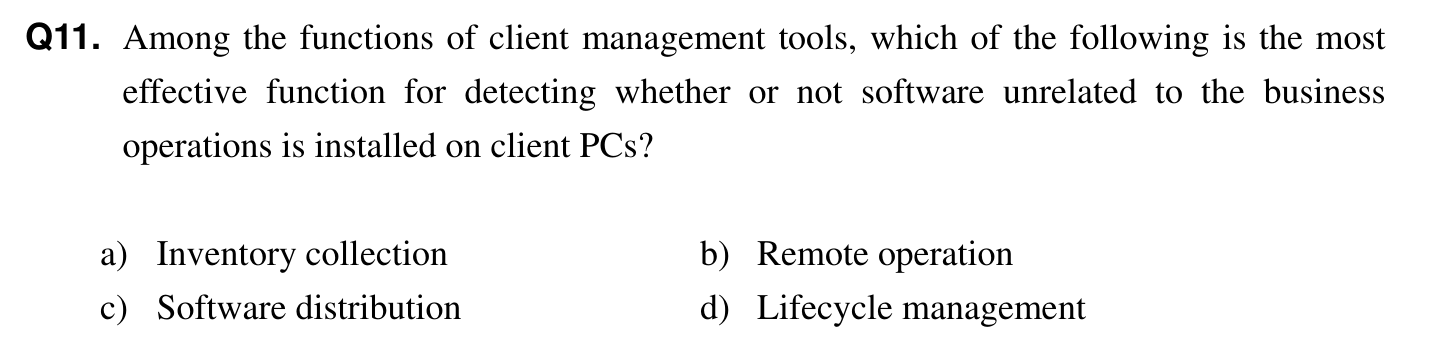 Q11. Among the functions of client management tools, which of the following is the most
effective function for detecting whether or not software unrelated to the business
operations is installed on client PCs?
a) Inventory collection b) Remote operation
c) Software distribution d) Lifecycle management